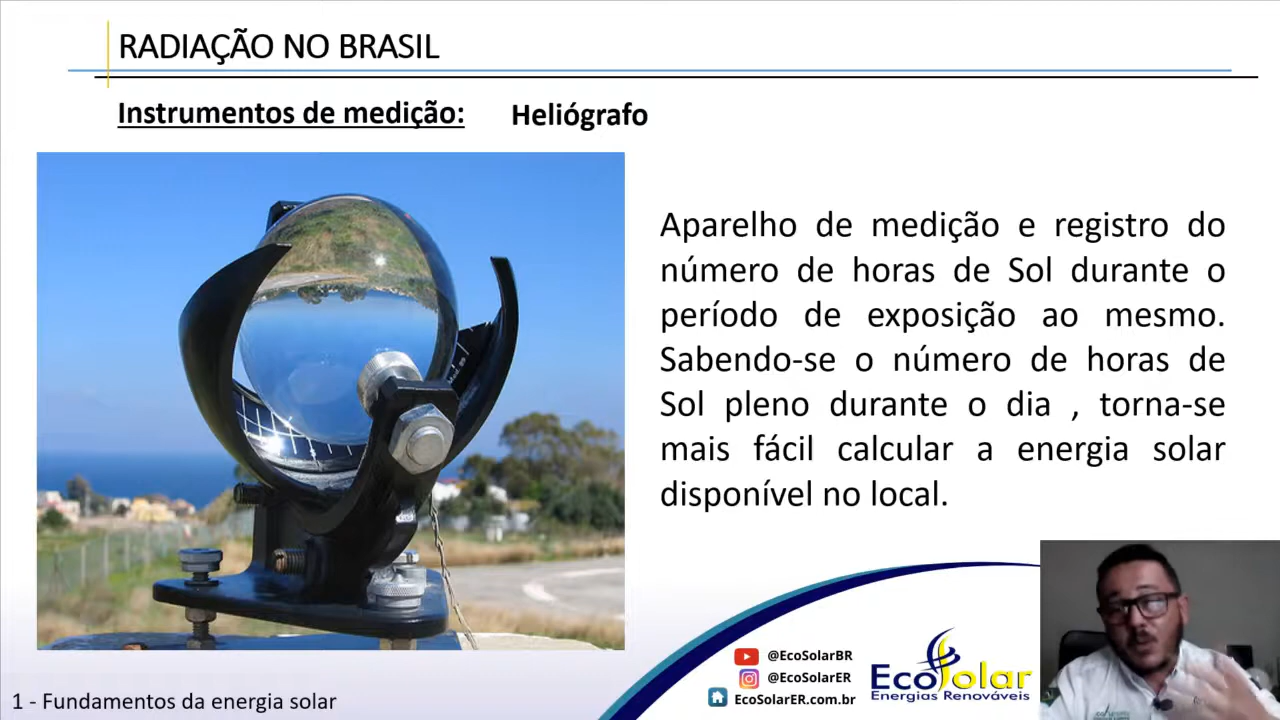 RADIAÇÃO NO BRASIL
Instrumentos de medição: Heliógrafo
Aparelho de medição e registro do
número de horas de Sol durante o
período de exposição ao mesmo.
Sabendo-se o número de horas de
Sol pleno durante o dia , torna-se
mais fácil calcular a energia solar
disponível no local.
@EcoSolarBR
@EcoSolarER
EcoSolarER.com.br
EcoSolar
Energias Renováveis
1 - Fundamentos da energia solar